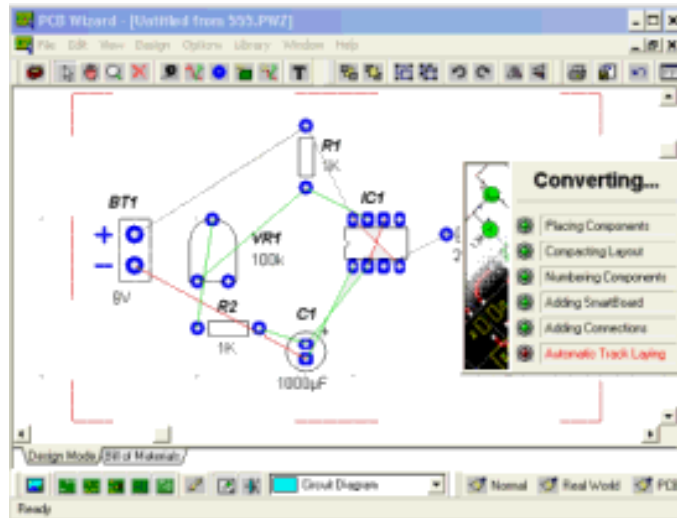 PCB Wizard - [Untitled from 555.PWZ]
File Edit View Design Options Library Window Help
R1
1K
BT1
IC1
Converting...
+
Placing Components
VR1
Compacting Layout
100k
Numbering Components
9V
R2
C1
Adding SmartBoard
+
Adding Connections
1K
Automatic Track Laying
1000µF
Design Mode Bill of Materials
Circuit Diagram Normal Real World PCB
Ready